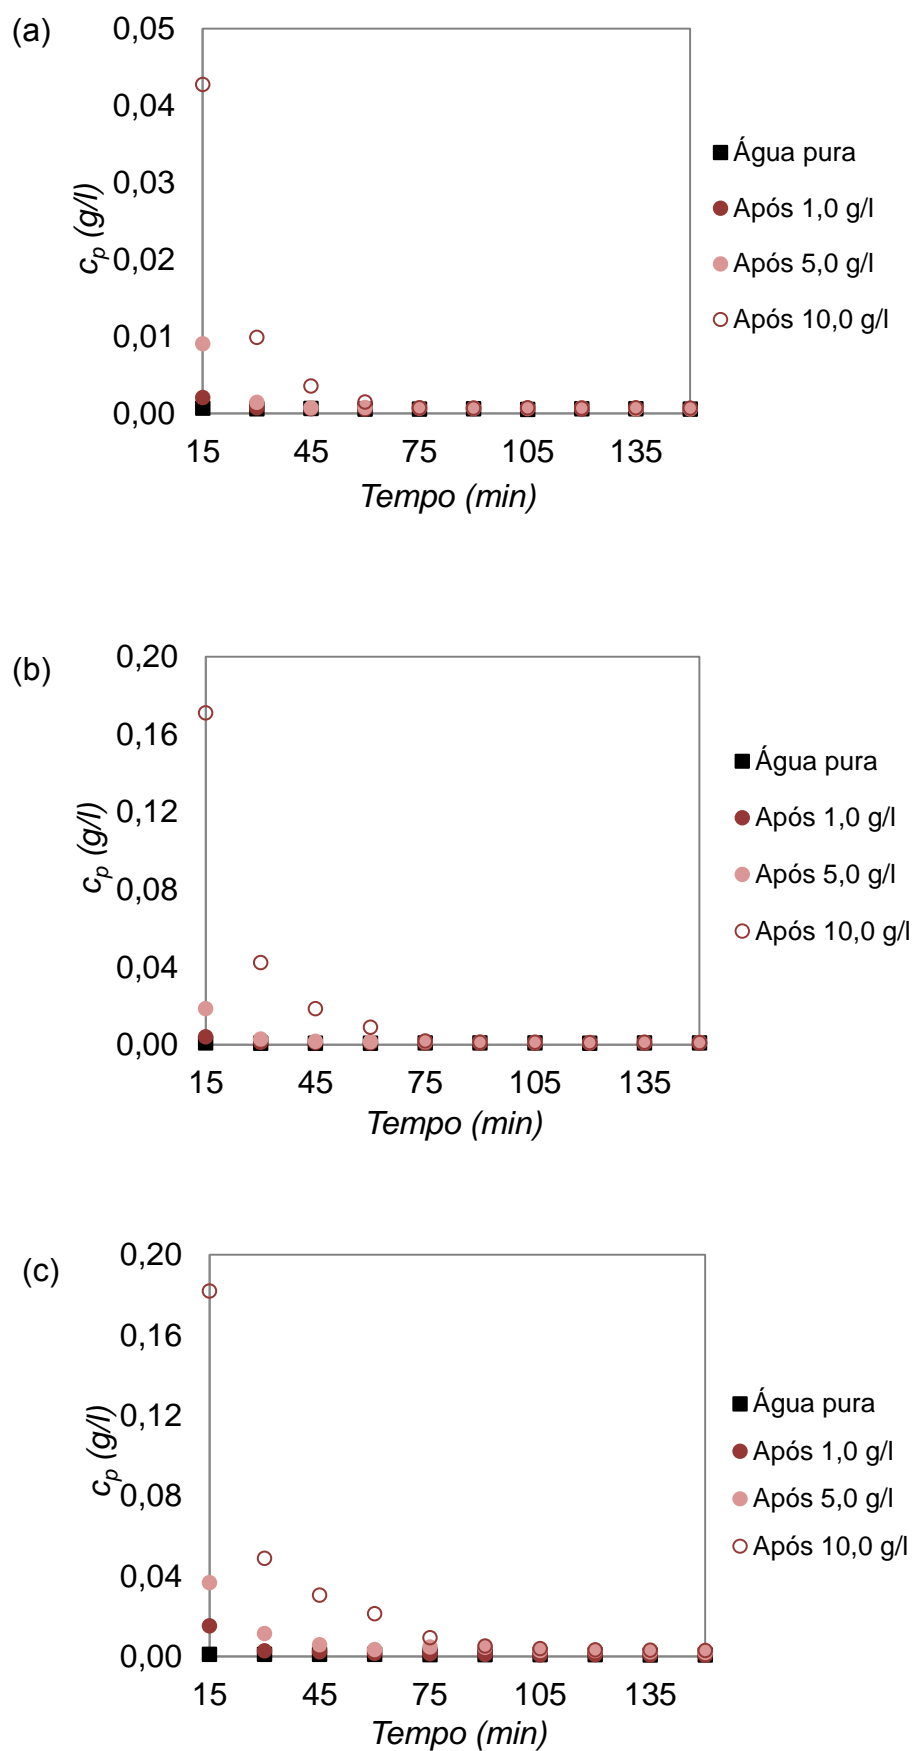 (a)
0,05
0,04
0,03
0,02
0,01
0,00
c_p (g/l)
15 45 75 105 135
Tempo (min)
Água pura
Após 1,0 g/l
Após 5,0 g/l
Após 10,0 g/l
(b)
0,20
0,16
0,12
0,08
0,04
0,00
c_p (g/l)
15 45 75 105 135
Tempo (min)
Água pura
Após 1,0 g/l
Após 5,0 g/l
Após 10,0 g/l
(c)
0,20
0,16
0,12
0,08
0,04
0,00
c_p (g/l)
15 45 75 105 135
Tempo (min)
Água pura
Após 1,0 g/l
Após 5,0 g/l
Após 10,0 g/l